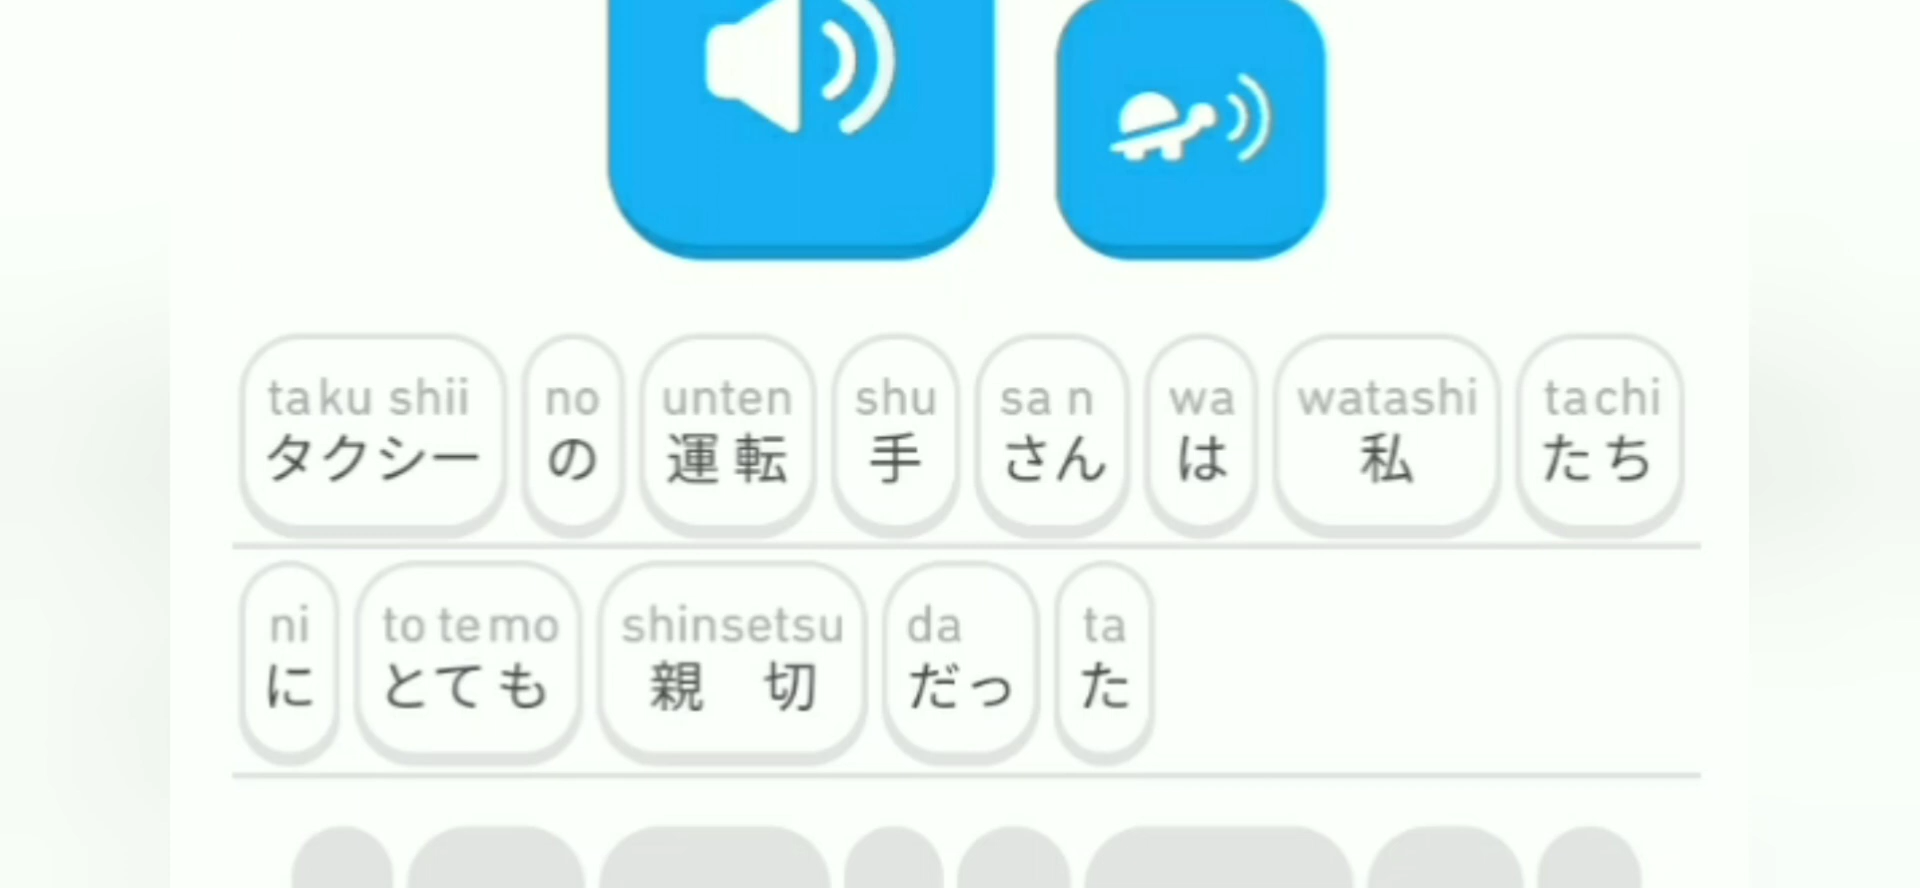 taku shii no unten shu sa n wa watashi tachi
タクシー の 運転 手 さん は 私 たち
ni to temo shinsetsu da ta
に とても 親切 だっ た